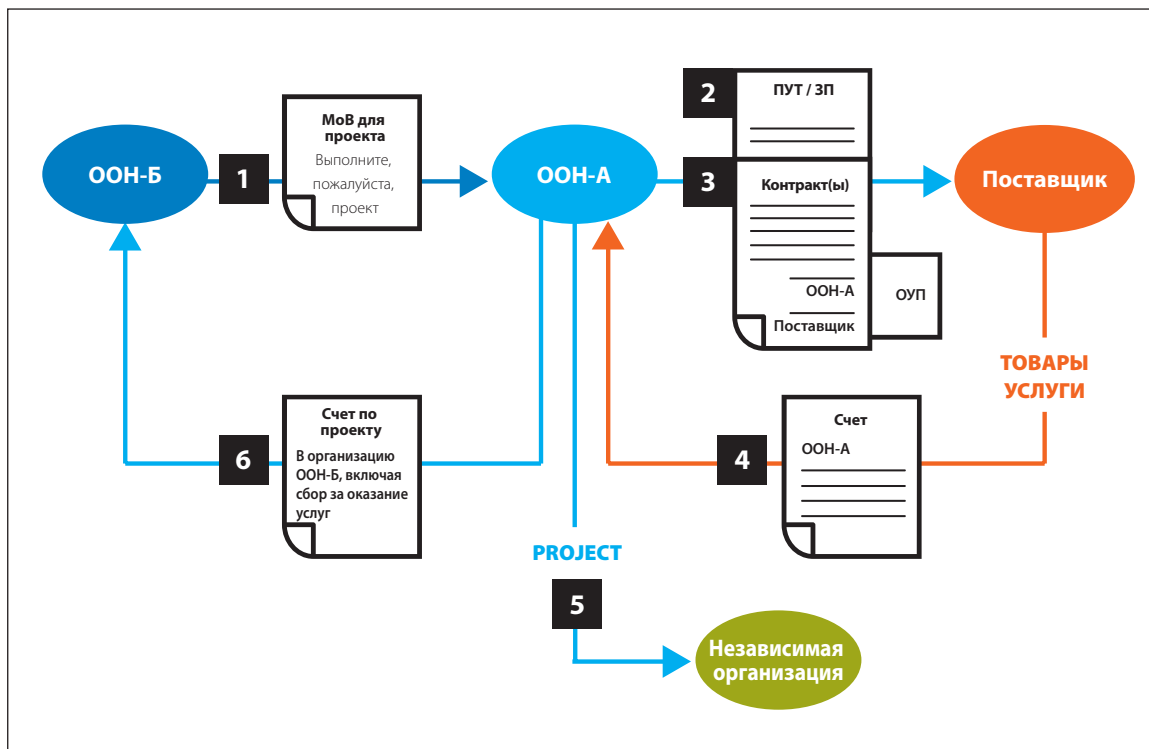 ООН-Б
1
МоВ для
проекта
Выполните,
пожалуйста,
проект
ООН-А
2
ПУТ / ЗП
3
Контракт(ы)
ООН-А
Поставщик
ОУП
Поставщик
ТОВАРЫ
УСЛУГИ
4
Счет
ООН-А
6
Счет по
проекту
В организацию
ООН-Б, включая
сбор за оказание
услуг
PROJECT
5
Независимая
организация